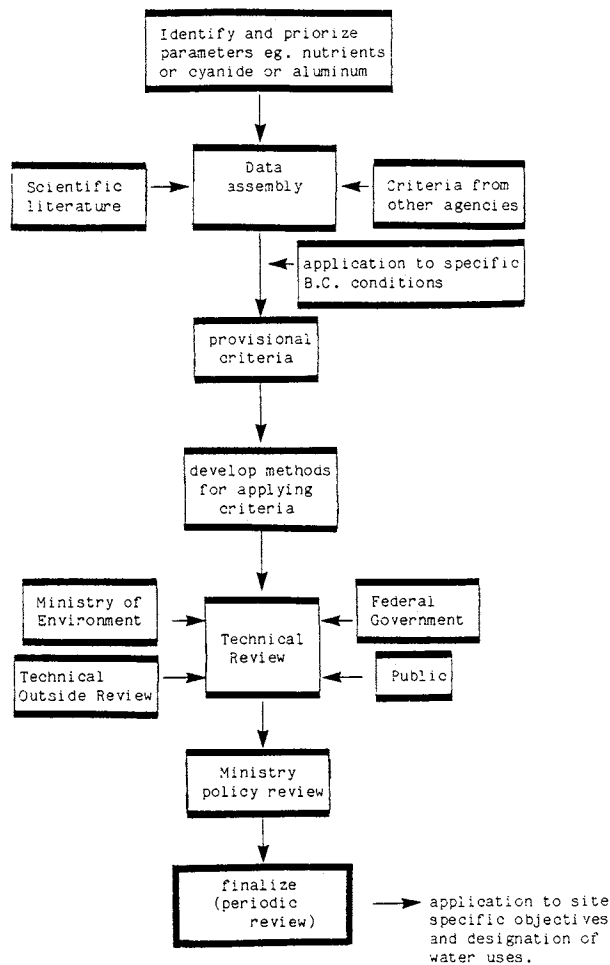 Identify and priorize
parameters eg. nutrients
or cyanide or aluminum
Data
assembly
Scientific
literature
Criteria from
other agencies
application to specific
B.C. conditions
provisional
criteria
develop methods
for applying
criteria
Ministry of
Environment
Federal
Government
Technical
Review
Technical
Outside Review
Public
Ministry
policy review
finalize
(periodic
review)
application to site
specific objectives
and designation of
water uses.